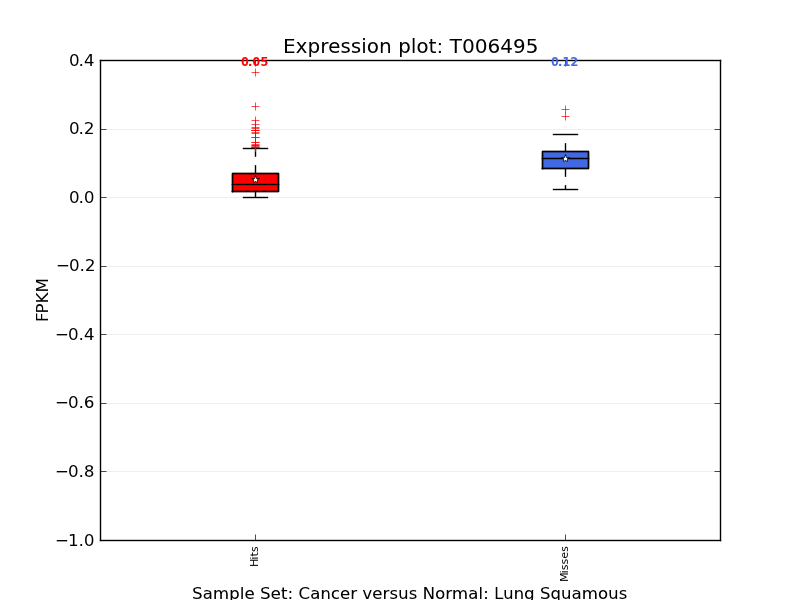 Expression plot: T006495
0.4
0.05
0.12
0.2
0.0
−0.2
−0.4
−0.6
−0.8
−1.0
FPKM
Hits
Misses
Sample Set: Cancer versus Normal: Lung Squamous